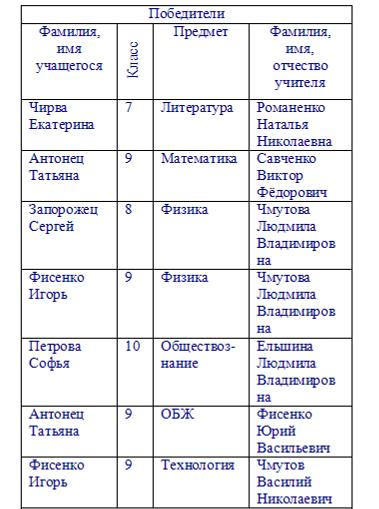 Победители
Фамилия, имя учащегося Класс Предмет Фамилия, имя, отчество учителя
Чирва Екатерина 7 Литература Романенко Наталья Николаевна
Антонец Татьяна 9 Математика Савченко Виктор Фёдорович
Запорожец Сергей 8 Физика Чмутова Людмила Владимировна
Фисенко Игорь 9 Физика Чмутова Людмила Владимировна
Петрова Софья 10 Обществоз-нание Ельшина Людмила Владимировна
Антонец Татьяна 9 ОБЖ Фисенко Юрий Васильевич
Фисенко Игорь 9 Технология Чмутов Василий Николаевич